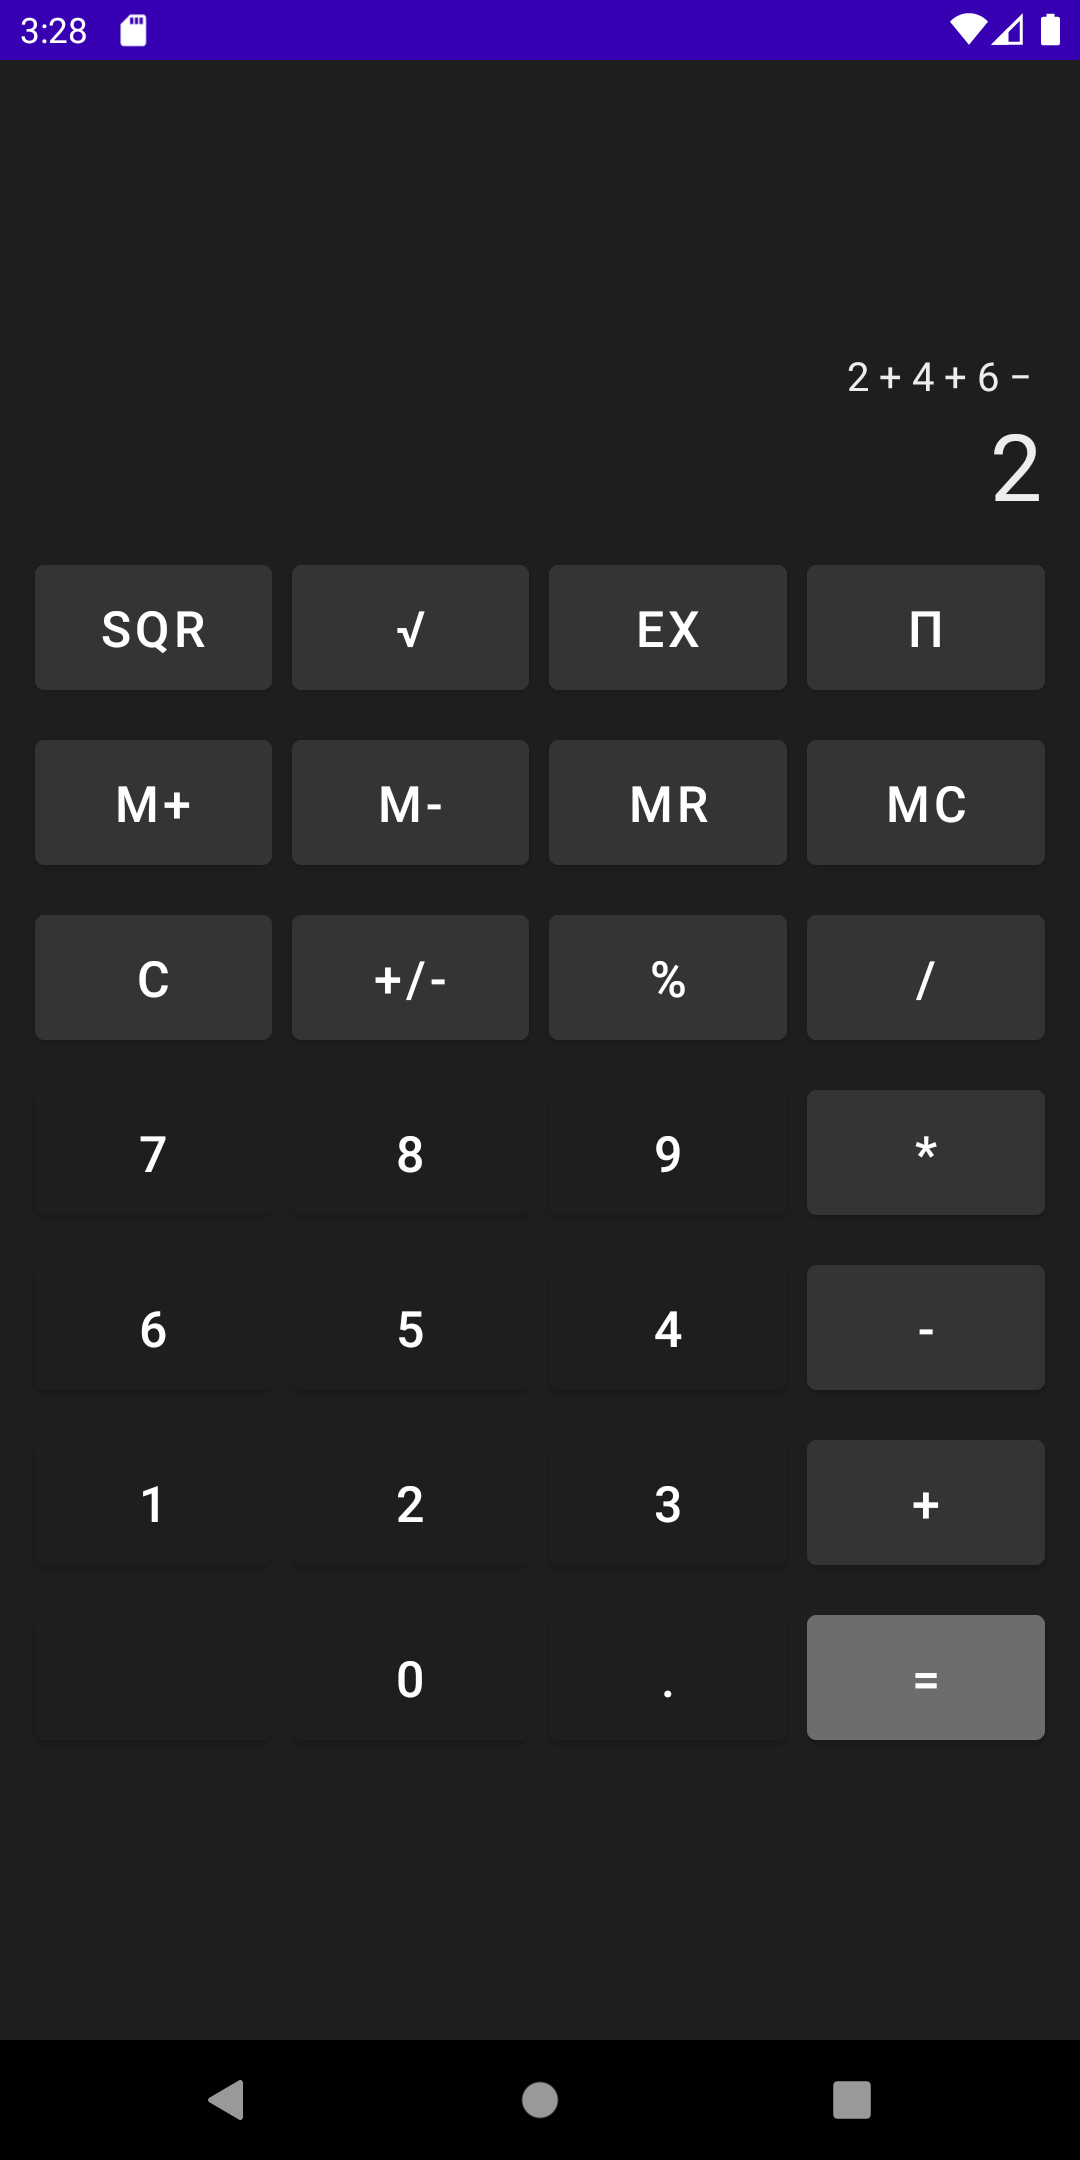 3:28
2 + 4 + 6 −
2
SQR √ EX Π
M+ M- MR MC
C +/- % /
7 8 9 *
6 5 4 -
1 2 3 +
0 . =